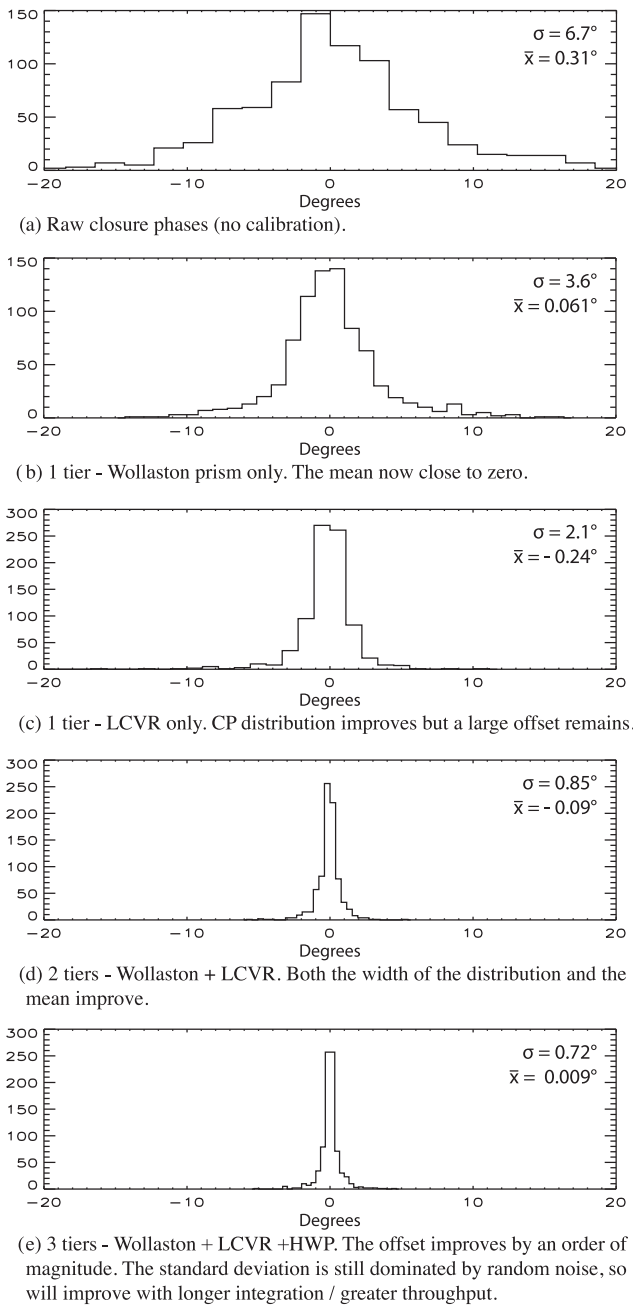 150
100
50
0
σ = 6.7°
x̄ = 0.31°
−20 −10 0 10 20
Degrees
(a) Raw closure phases (no calibration).
150
100
50
0
σ = 3.6°
x̄ = 0.061°
−20 −10 0 10 20
Degrees
(b) 1 tier - Wollaston prism only. The mean now close to zero.
300
250
200
150
100
50
0
σ = 2.1°
x̄ = - 0.24°
−20 −10 0 10 20
Degrees
(c) 1 tier - LCVR only. CP distribution improves but a large offset remains.
300
250
200
150
100
50
0
σ = 0.85°
x̄ = - 0.09°
−20 −10 0 10 20
Degrees
(d) 2 tiers - Wollaston + LCVR. Both the width of the distribution and the
mean improve.
300
250
200
150
100
50
0
σ = 0.72°
x̄ = 0.009°
−20 −10 0 10 20
Degrees
(e) 3 tiers - Wollaston + LCVR +HWP. The offset improves by an order of
magnitude. The standard deviation is still dominated by random noise, so
will improve with longer integration / greater throughput.